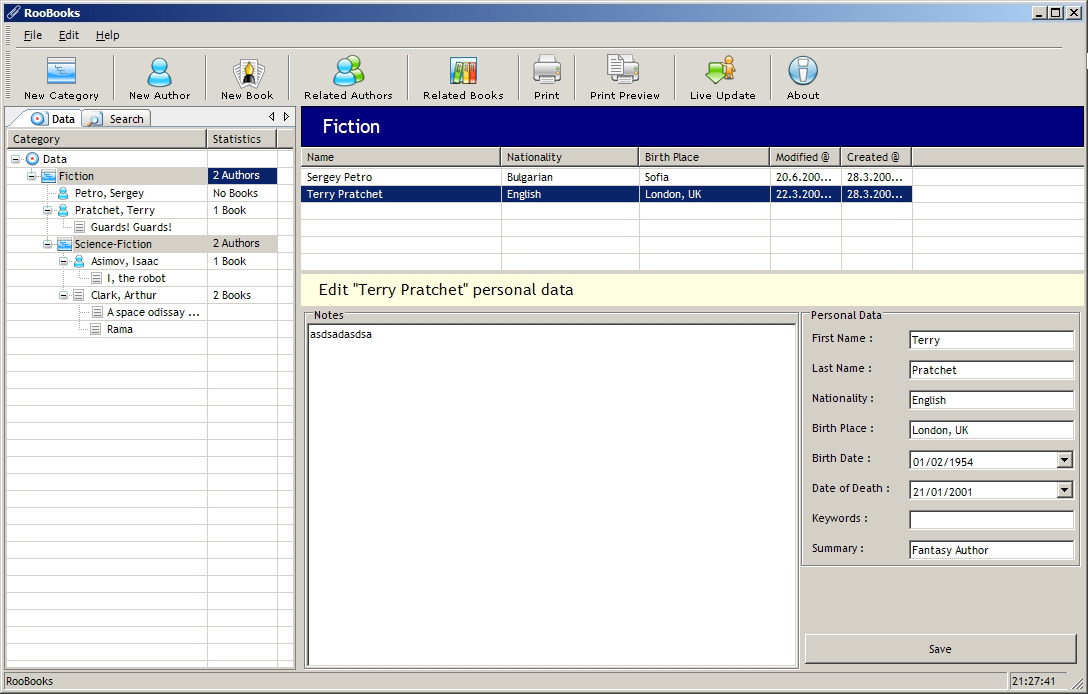 RooBooks
File Edit Help
New Category New Author New Book Related Authors Related Books Print Print Preview Live Update About
Data Search
Category Statistics
Data
Fiction 2 Authors
Petro, Sergey No Books
Pratchet, Terry 1 Book
Guards! Guards!
Science-Fiction 2 Authors
Asimov, Isaac 1 Book
I, the robot
Clark, Arthur 2 Books
A space odissay ...
Rama
Fiction
Name Nationality Birth Place Modified @ Created @
Sergey Petro Bulgarian Sofia 20.6.200... 28.3.200...
Terry Pratchet English London, UK 22.3.200... 28.3.200...
Edit "Terry Pratchet" personal data
Notes
asdsadasdsa
Personal Data
First Name : Terry
Last Name : Pratchet
Nationality : English
Birth Place : London, UK
Birth Date : 01/02/1954
Date of Death : 21/01/2001
Keywords :
Summary : Fantasy Author
Save
RooBooks 21:27:41